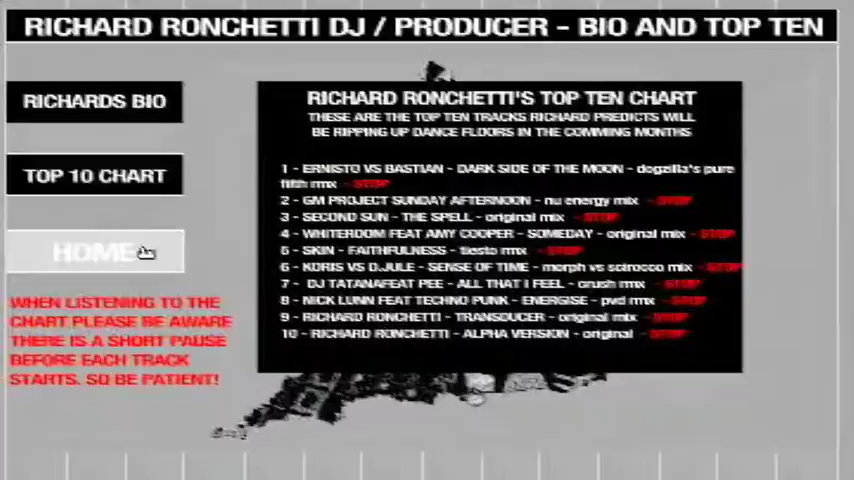 RICHARD RONCHETTI DJ / PRODUCER - BIO AND TOP TEN
RICHARDS BIO
TOP 10 CHART
HOME
WHEN LISTENING TO THE
CHART PLEASE BE AWARE
THERE IS A SHORT PAUSE
BEFORE EACH TRACK
STARTS. SO BE PATIENT!
RICHARD RONCHETTI'S TOP TEN CHART
THESE ARE THE TOP TEN TRACKS RICHARD PREDICTS WILL
BE RIPPING UP DANCE FLOORS IN THE COMMING MONTHS
1 - ERNISTO VS BASTIAN - DARK SIDE OF THE MOON - dogzilla's pure
filth rmx - STOP
2 - GM PROJECT SUNDAY AFTERNOON - nu energy mix - STOP
3 - SECOND SUN - THE SPELL - original mix - STOP
4 - WHITEROOM FEAT AMY COOPER - SOMEDAY - original mix - STOP
5 - SKIN - FAITHFULNESS - tiesto rmx - STOP
6 - KORIS VS DJULE - SENSE OF TIME - morph vs scirocco mix - STOP
7 - DJ TATANAFEAT PEE - ALL THAT I FEEL - crush rmx - STOP
8 - NICK LUNN FEAT TECHNO PUNK - ENERGISE - pvd rmx - STOP
9 - RICHARD RONCHETTI - TRANSDUCER - original mix - STOP
10 - RICHARD RONCHETTI - ALPHA VERSION - original - STOP